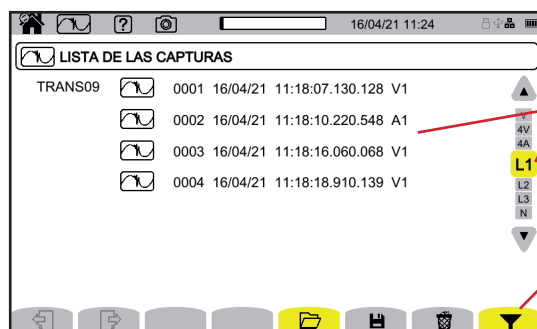 16/04/21 11:24
LISTA DE LAS CAPTURAS
TRANS09 0001 16/04/21 11:18:07.130.128 V1
0002 16/04/21 11:18:10.220.548 A1
0003 16/04/21 11:18:16.060.068 V1
0004 16/04/21 11:18:18.910.139 V1
4V
4A
L1
L2
L3
N